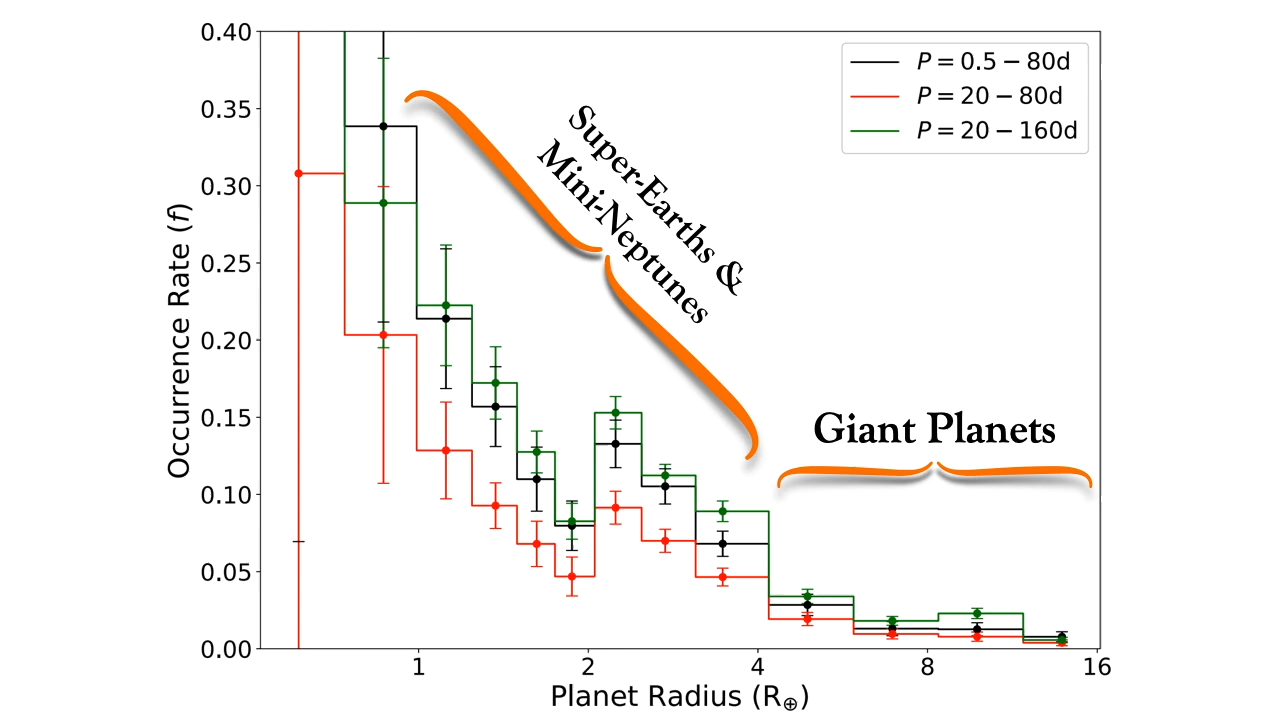 0.40
0.35
0.30
0.25
0.20
0.15
0.10
0.05
0.00
Occurrence Rate (f)
P = 0.5 − 80d
P = 20 − 80d
P = 20 − 160d
Super-Earths &
Mini-Neptunes
Giant Planets
1 2 4 8 16
Planet Radius (R⊕)